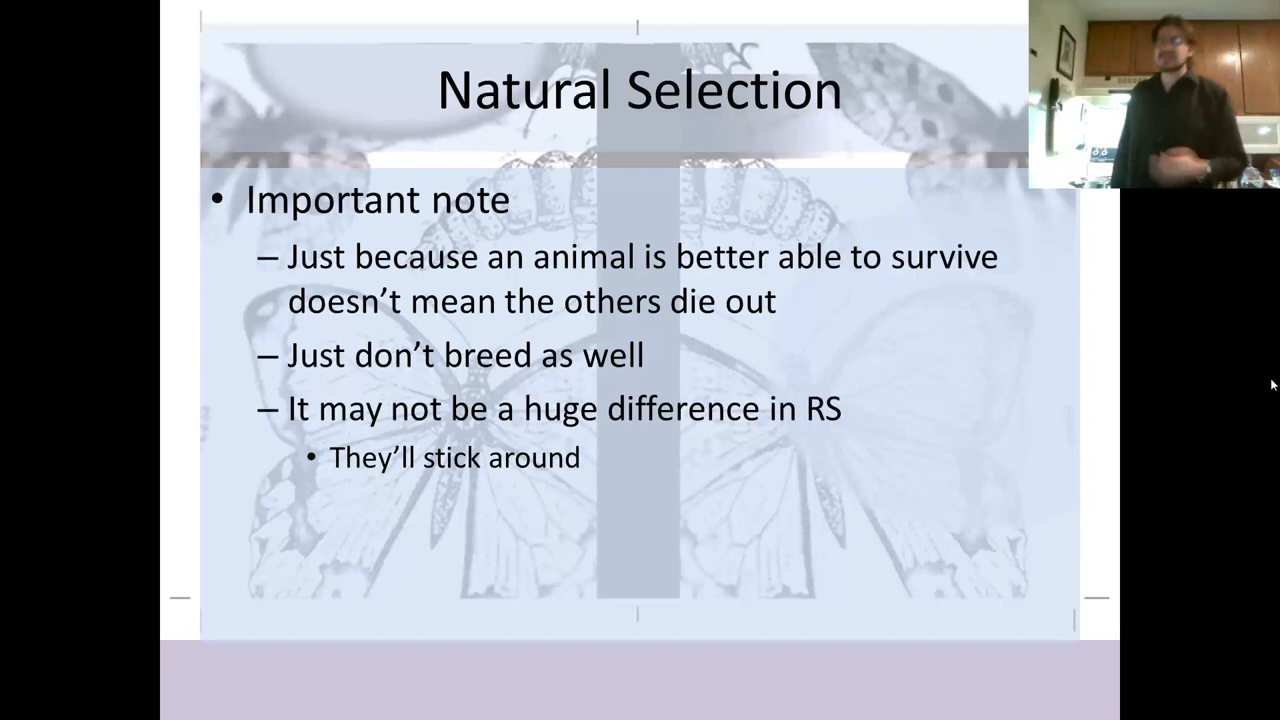 Natural Selection
• Important note
– Just because an animal is better able to survive
doesn’t mean the others die out
– Just don’t breed as well
– It may not be a huge difference in RS
• They’ll stick around